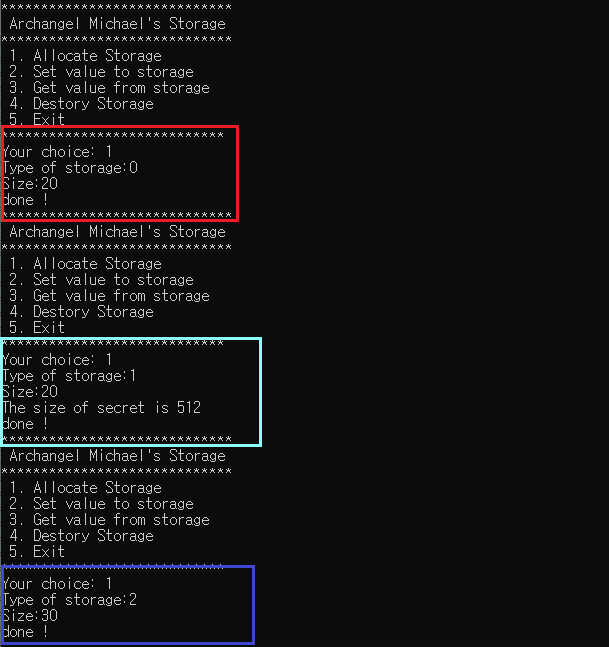 *****************************
Archangel Michael's Storage
*****************************
1. Allocate Storage
2. Set value to storage
3. Get value from storage
4. Destory Storage
5. Exit
****************************
Your choice: 1
Type of storage:0
Size:20
done !
*****************************
Archangel Michael's Storage
*****************************
1. Allocate Storage
2. Set value to storage
3. Get value from storage
4. Destory Storage
5. Exit
****************************
Your choice: 1
Type of storage:1
Size:20
The size of secret is 512
done !
*****************************
Archangel Michael's Storage
*****************************
1. Allocate Storage
2. Set value to storage
3. Get value from storage
4. Destory Storage
5. Exit
****************************
Your choice: 1
Type of storage:2
Size:30
done !